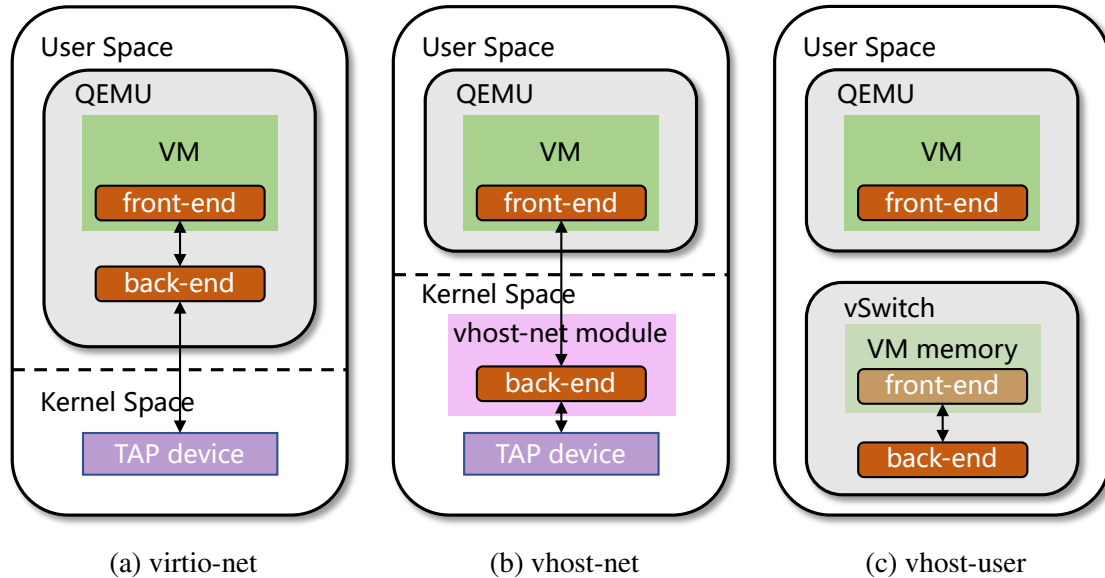 User Space
QEMU
VM
front-end
back-end
Kernel Space
TAP device
(a) virtio-net
User Space
QEMU
VM
front-end
Kernel Space
vhost-net module
back-end
TAP device
(b) vhost-net
User Space
QEMU
VM
front-end
vSwitch
VM memory
front-end
back-end
(c) vhost-user